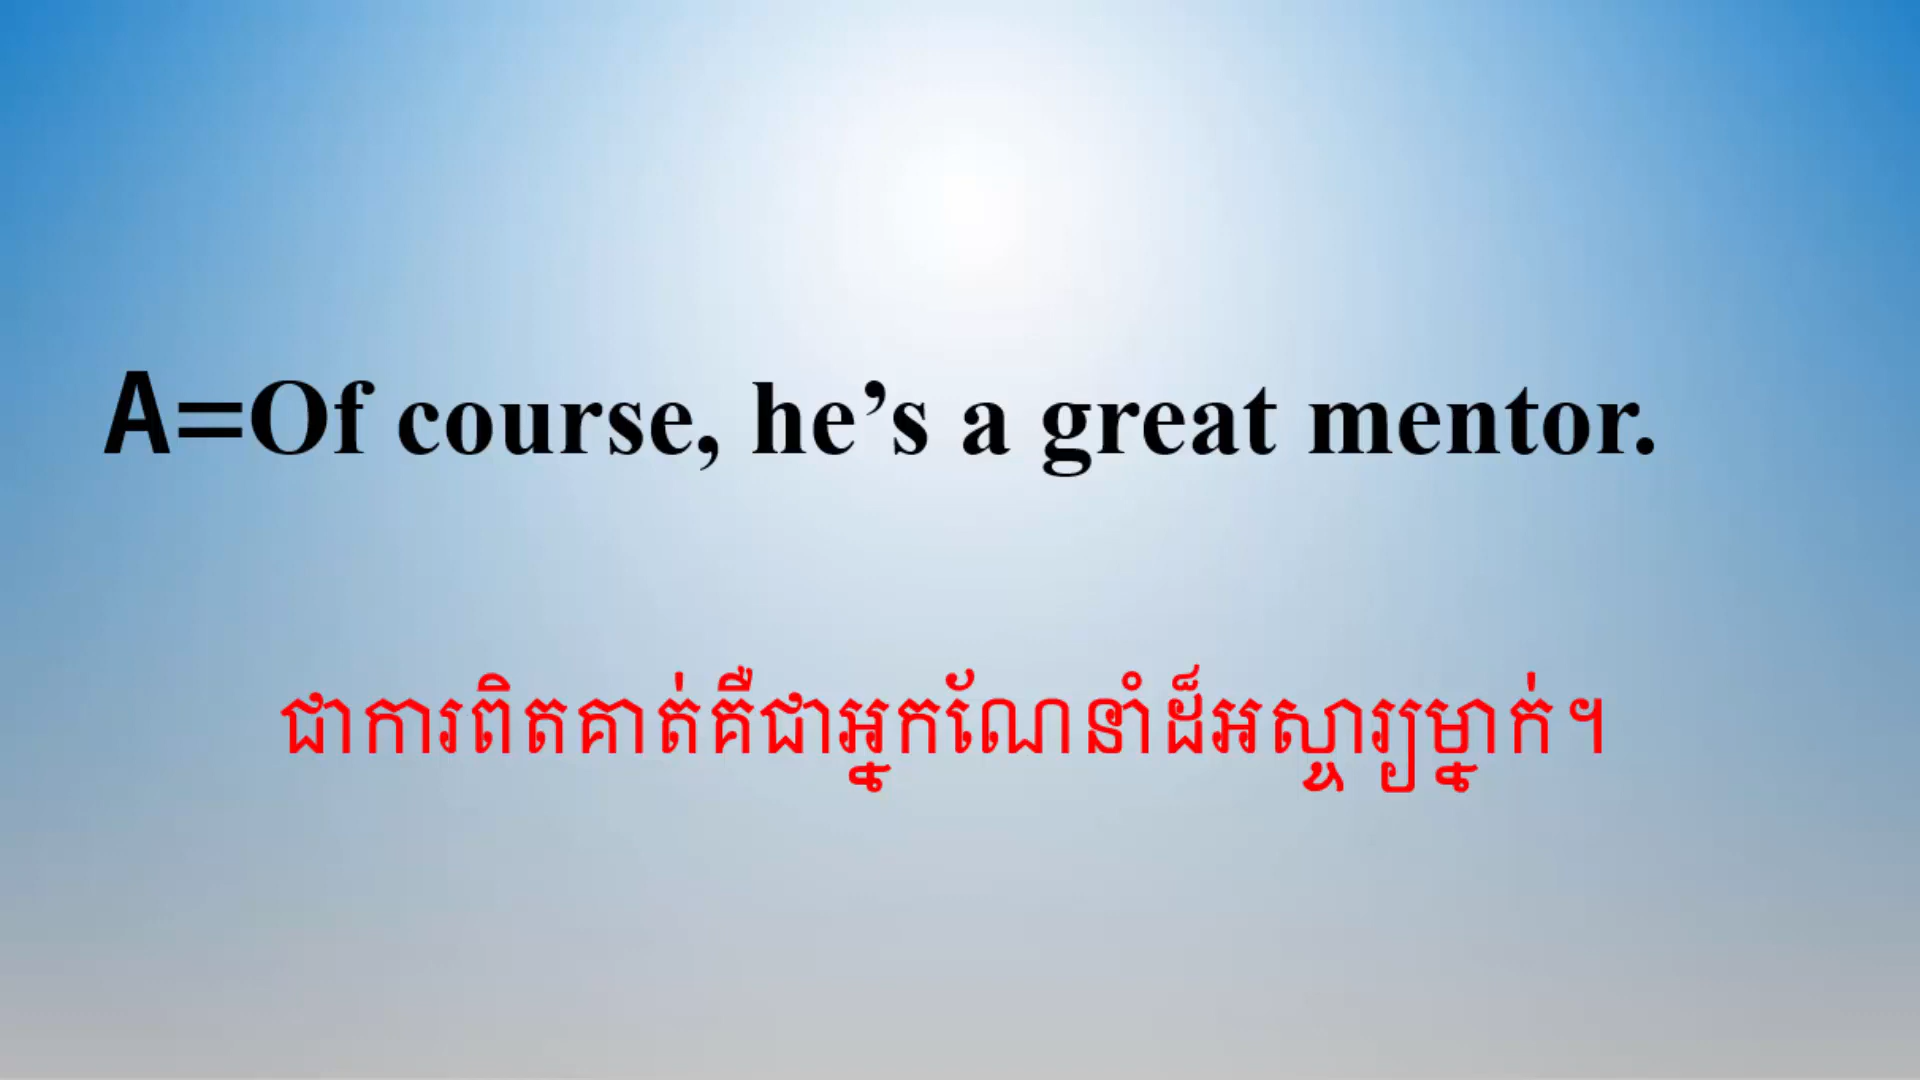 A=Of course, he’s a great mentor.
ជាការពិតគាត់គឺជាអ្នកណែនាំដ៏អស្ចារ្យម្នាក់។